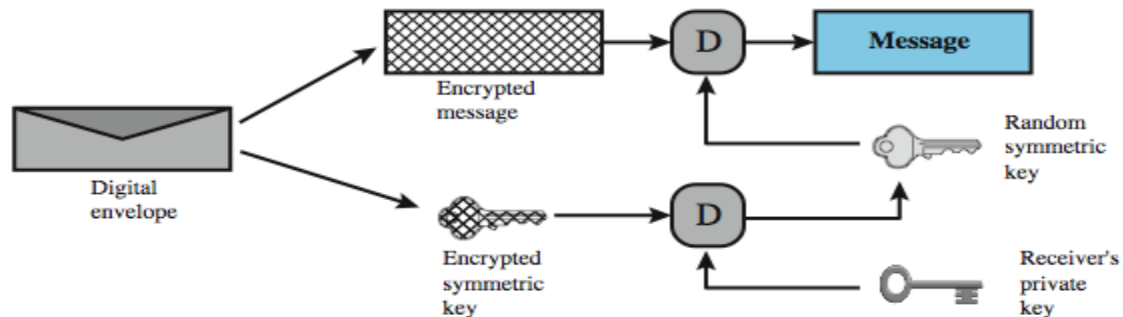 D
Message
Encrypted
message
Random
symmetric
key
Digital
envelope
D
Encrypted
symmetric
key
Receiver's
private
key